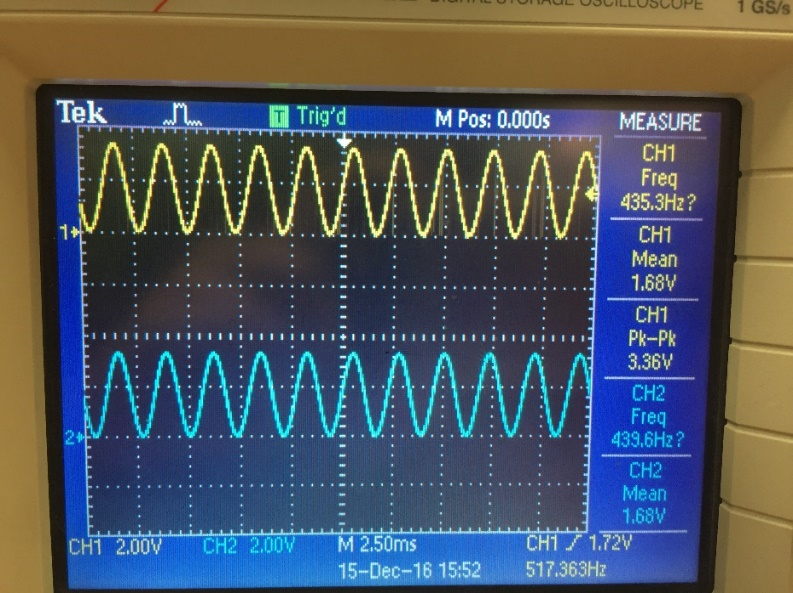 DIGITAL STORAGE OSCILLOSCOPE 1 GS/s
Tek Trig'd M Pos: 0.000s MEASURE
CH1
Freq
435.3Hz?
1
CH1
Mean
1.68V
CH1
Pk-Pk
3.36V
CH2
Freq
439.6Hz?
2
CH2
Mean
1.68V
CH1 2.00V CH2 2.00V M 2.50ms CH1 1.72V
15-Dec-16 15:52 517.363Hz